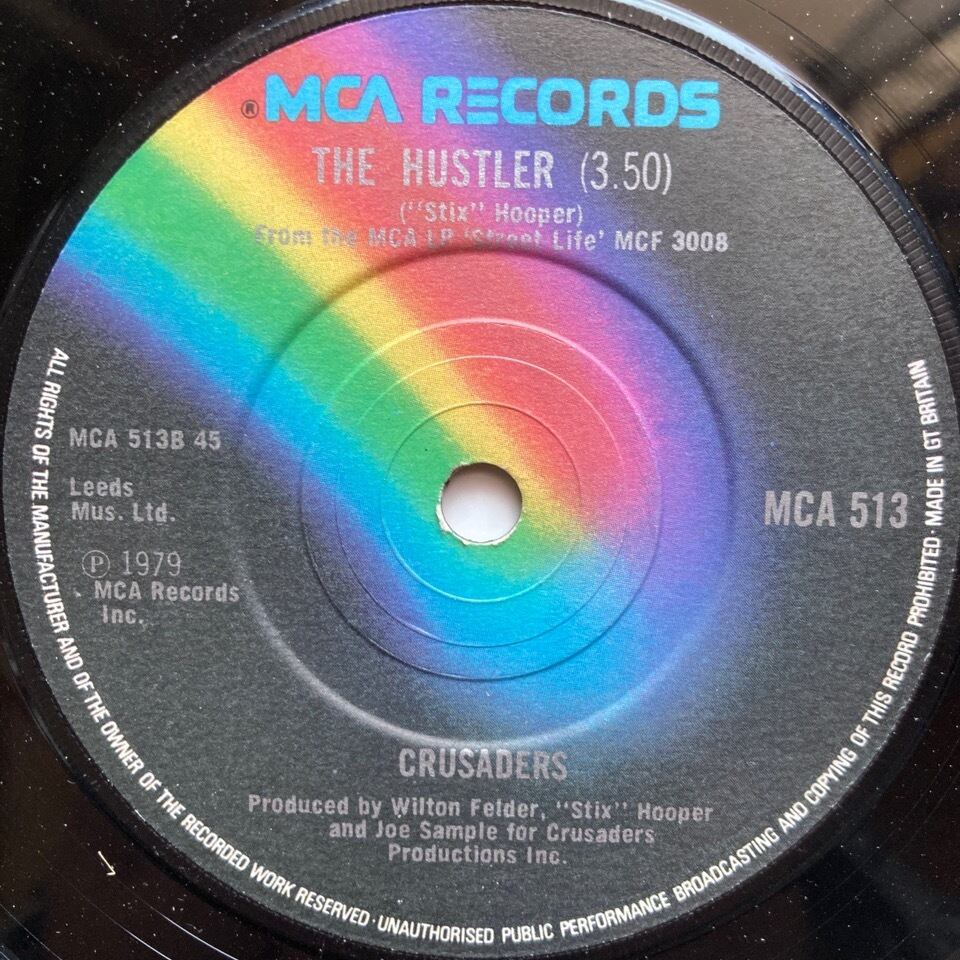 ® MCA RECORDS
THE HUSTLER (3.50)
("Stix" Hooper)
From the MCA LP 'Street Life' MCF 3008
MCA 513B 45
Leeds
Mus. Ltd.
Ⓟ 1979
MCA Records
Inc.
MCA 513
CRUSADERS
Produced by Wilton Felder, "Stix" Hooper
and Joe Sample for Crusaders
Productions Inc.
ALL RIGHTS OF THE MANUFACTURER AND OF THE OWNER OF THE RECORDED WORK RESERVED · UNAUTHORISED PUBLIC PERFORMANCE BROADCASTING AND COPYING OF THIS RECORD PROHIBITED · MADE IN GT BRITAIN